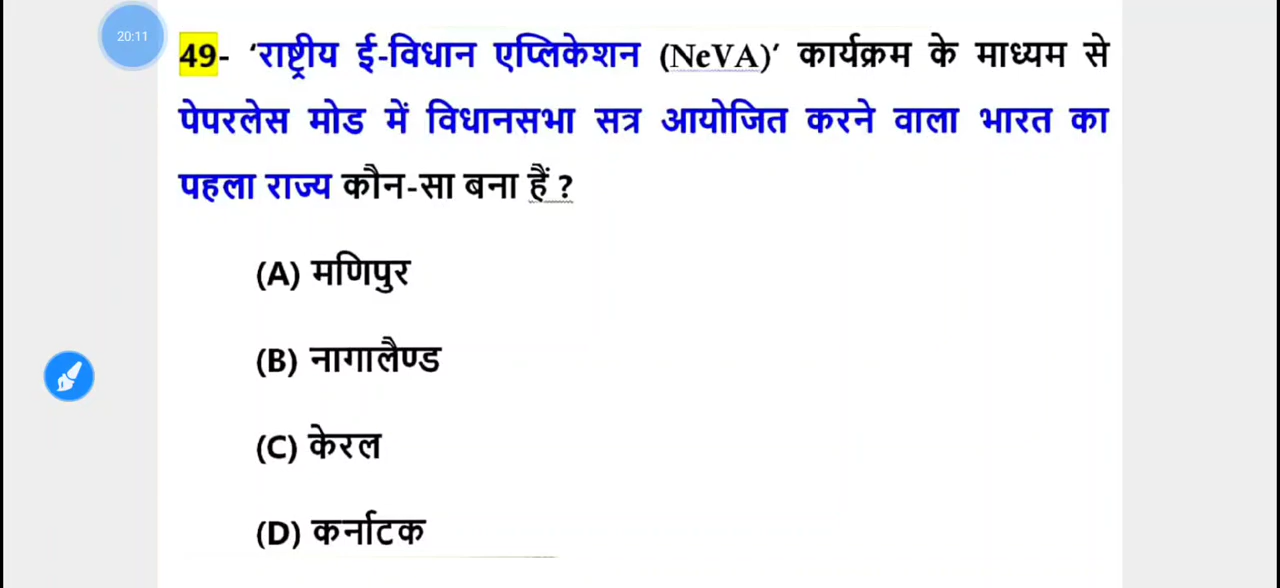 20:11
49- ‘राष्ट्रीय ई-विधान एप्लिकेशन (NeVA)’ कार्यक्रम के माध्यम से
पेपरलेस मोड में विधानसभा सत्र आयोजित करने वाला भारत का
पहला राज्य कौन-सा बना हैं ?
(A) मणिपुर
(B) नागालैण्ड
(C) केरल
(D) कर्नाटक